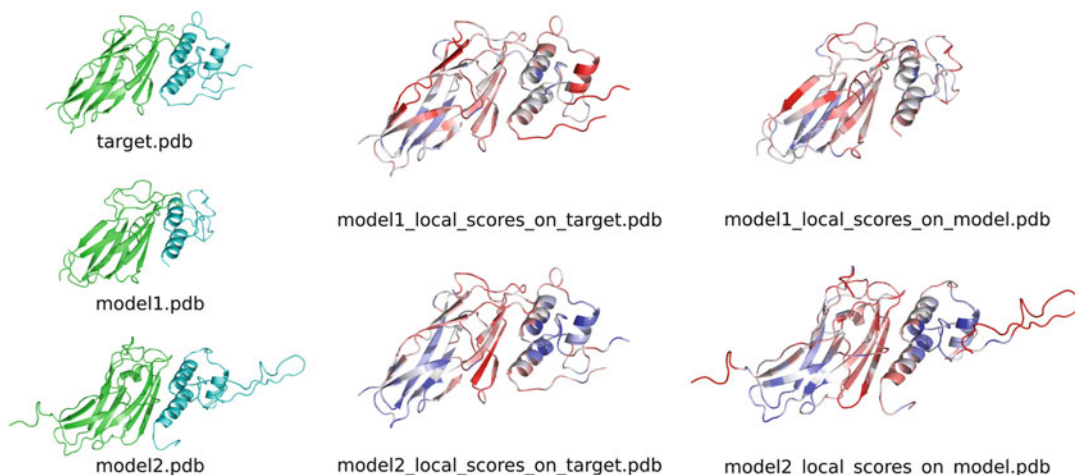 target.pdb
model1_local_scores_on_target.pdb
model1_local_scores_on_model.pdb
model1.pdb
model2.pdb
model2_local_scores_on_target.pdb
model2_local_scores_on_model.pdb